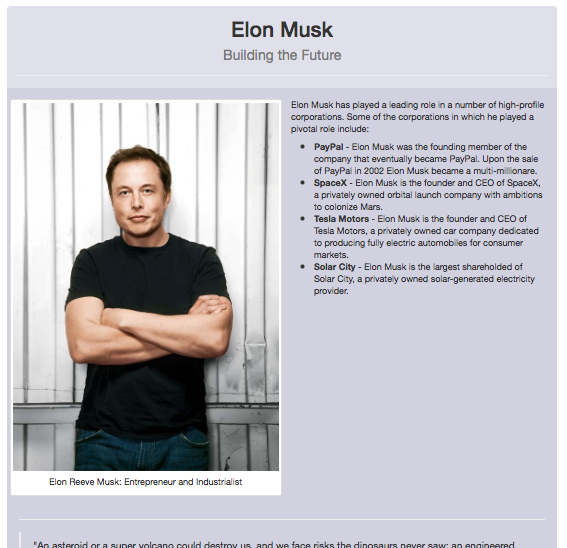 Elon Musk
Building the Future
Elon Musk has played a leading role in a number of high-profile
corporations. Some of the corporations in which he played a
pivotal role include:
PayPal - Elon Musk was the founding member of the
company that eventually became PayPal. Upon the sale
of PayPal in 2002 Elon Musk became a multi-millionare.
SpaceX - Elon Musk is the founder and CEO of SpaceX,
a privately owned orbital launch company with ambitions
to colonize Mars.
Tesla Motors - Elon Musk is the founder and CEO of
Tesla Motors, a privately owned car company dedicated
to producing fully electric automobiles for consumer
markets.
Solar City - Elon Musk is the largest shareholded of
Solar City, a privately owned solar-generated electricity
provider.
Elon Reeve Musk: Entrepreneur and Industrialist
"An asteroid or a super volcano could destroy us, and we face risks the dinosaurs never saw: an engineered